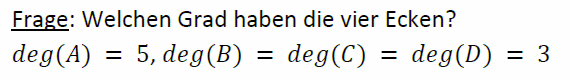 Frage: Welchen Grad haben die vier Ecken?
deg(A) = 5, deg(B) = deg(C) = deg(D) = 3